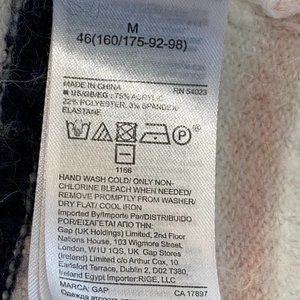 M
46(160/175-92-98)
MADE IN CHINA
RN 54023
US/GB/EG: 75% ACRYLIC
22% POLYESTER, 3% SPANDEX/
ELASTANE
P
1166
HAND WASH COLD/ ONLY NON-
CHLORINE BLEACH WHEN NEEDED/
REMOVE PROMPTLY FROM WASHER/
DRY FLAT/ COOL IRON
Imported By/Importe Par/DISTRIBUIDO
POR/ΕΙΣΑΓΕΤΑΙ ΑΠΟ ΤΗΝ:
Gap (UK Holdings) Limited, 2nd Floor
Nations House, 103 Wigmore Street,
London, W1U 1QS, UK Gap Stores
(Ireland) Limited c/o Arthur Cox, 10
Earlsfort Terrace, Dublin 2, D02 T380,
Ireland Egypt Importer:RIGE, LLC
MARCA: GAP
CA 17897
Одежда